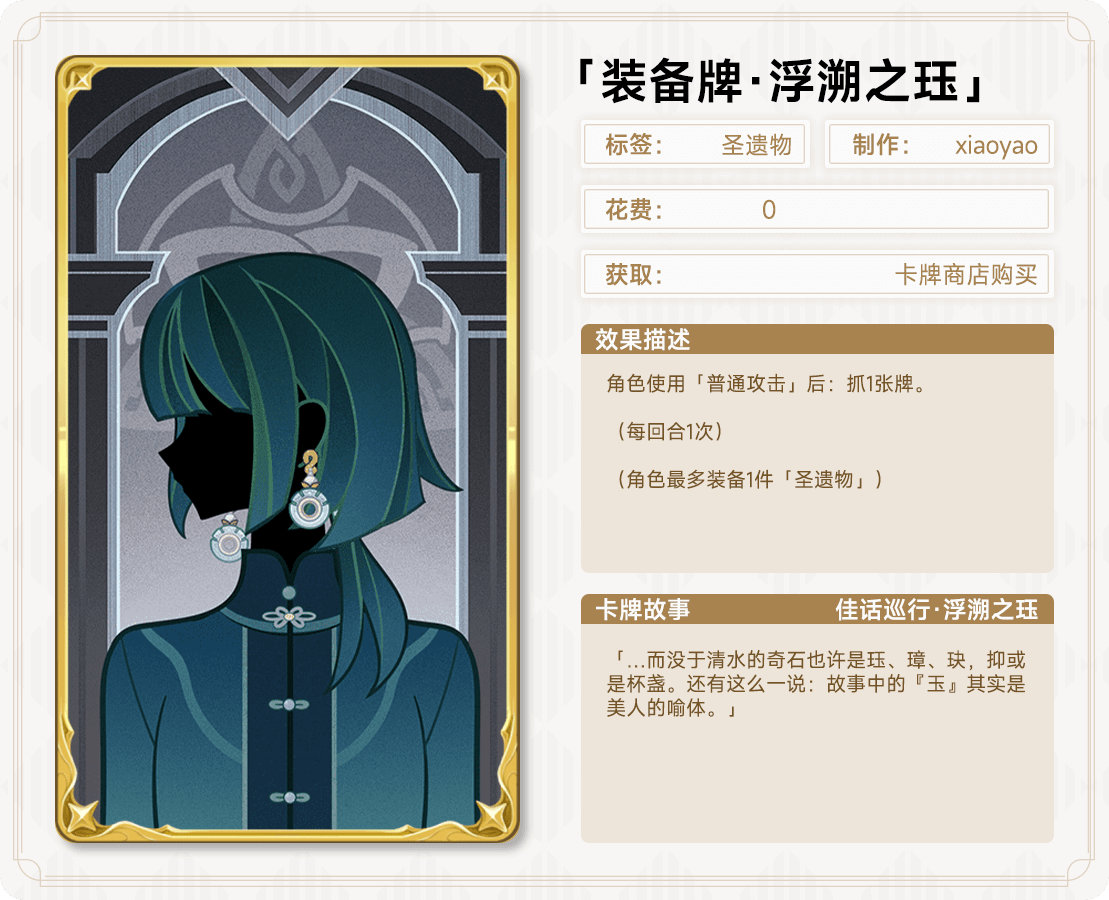 「装备牌·浮溯之珏」
标签： 圣遗物
制作： xiaoyao
花费： 0
获取： 卡牌商店购买
效果描述
角色使用「普通攻击」后：抓1张牌。
（每回合1次）
（角色最多装备1件「圣遗物」）
卡牌故事 佳话巡行·浮溯之珏
「...而没于清水的奇石也许是珏、璋、玦，抑或
是杯盏。还有这么一说：故事中的『玉』其实是
美人的喻体。」